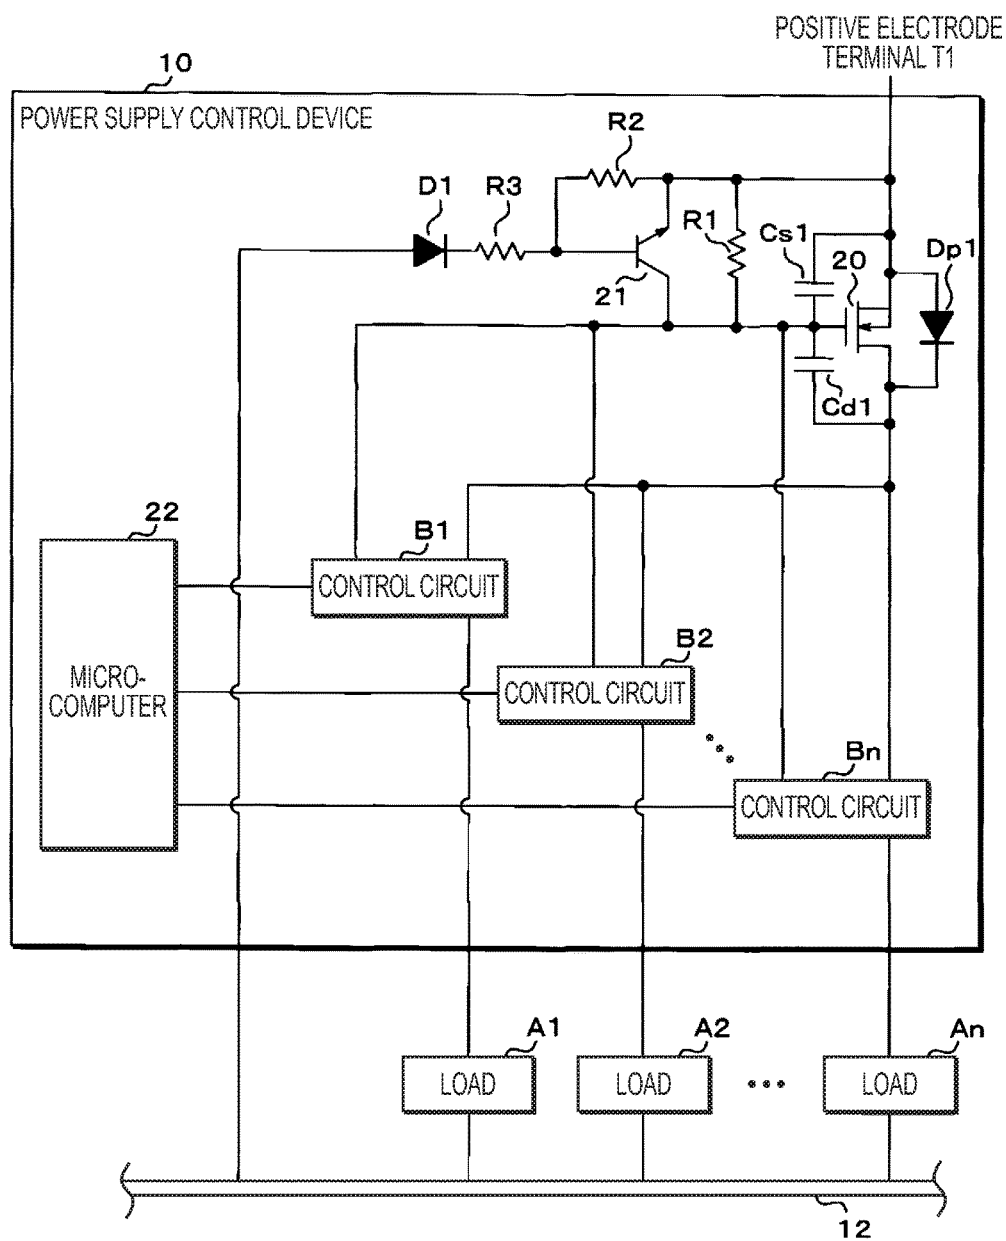 POSITIVE ELECTRODE
TERMINAL T1
10
POWER SUPPLY CONTROL DEVICE
R2
D1
R3
R1
Cs1
20
Dp1
21
Cd1
22
B1
CONTROL CIRCUIT
MICRO-
COMPUTER
B2
CONTROL CIRCUIT
Bn
CONTROL CIRCUIT
A1
LOAD
A2
LOAD
An
LOAD
12